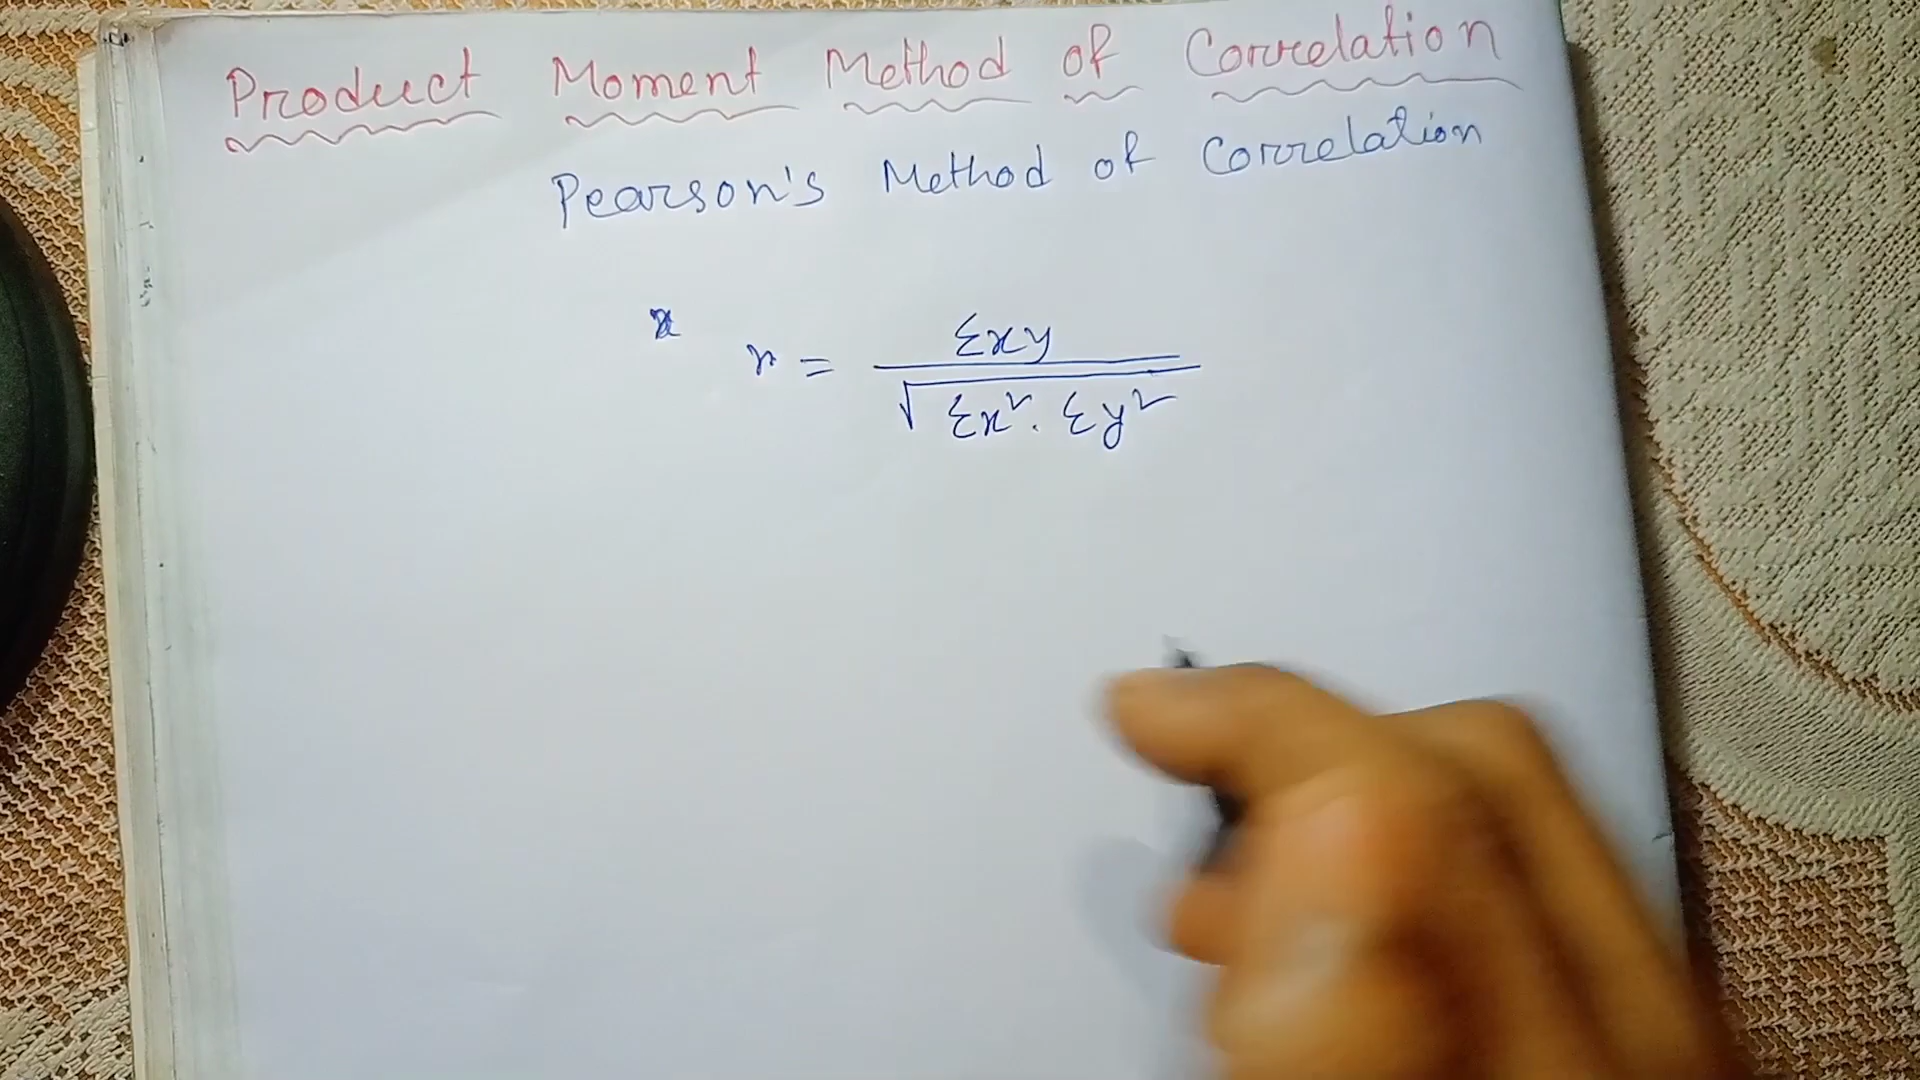 Product Moment Method of Correlation
Pearson's Method of Correlation
r = Σxy / √Σx². Σy²